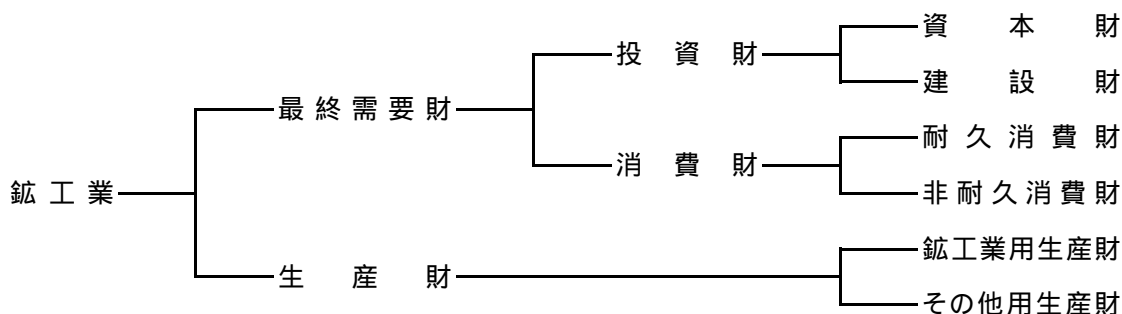 資本財
投資財
建設財
最終需要財
耐久消費財
消費財
鉱工業
非耐久消費財
鉱工業用生産財
生産財
その他用生産財